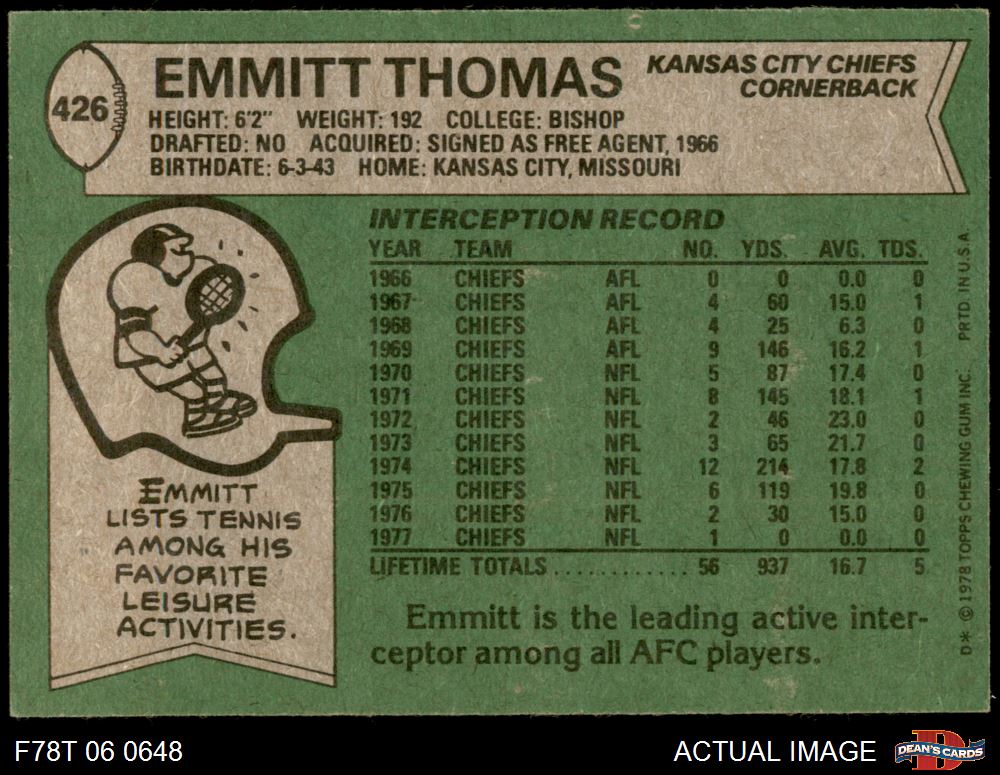 426
EMMITT THOMAS
KANSAS CITY CHIEFS
CORNERBACK
HEIGHT: 6'2" WEIGHT: 192 COLLEGE: BISHOP
DRAFTED: NO ACQUIRED: SIGNED AS FREE AGENT, 1966
BIRTHDATE: 6-3-43 HOME: KANSAS CITY, MISSOURI
INTERCEPTION RECORD
YEAR TEAM NO. YDS. AVG. TDS.
1966 CHIEFS AFL 0 0 0.0 0
1967 CHIEFS AFL 4 60 15.0 1
1968 CHIEFS AFL 4 25 6.3 0
1969 CHIEFS AFL 9 146 16.2 1
1970 CHIEFS NFL 5 87 17.4 0
1971 CHIEFS NFL 8 145 18.1 1
1972 CHIEFS NFL 2 46 23.0 0
1973 CHIEFS NFL 3 65 21.7 0
1974 CHIEFS NFL 12 214 17.8 2
1975 CHIEFS NFL 6 119 19.8 0
1976 CHIEFS NFL 2 30 15.0 0
1977 CHIEFS NFL 1 0 0.0 0
LIFETIME TOTALS ............ 56 937 16.7 5
Emmitt is the leading active inter-
ceptor among all AFC players.
EMMITT
LISTS TENNIS
AMONG HIS
FAVORITE
LEISURE
ACTIVITIES.
D* © 1978 TOPPS CHEWING GUM INC. PRTD. IN U.S.A.
F78T 06 0648
ACTUAL IMAGE
D
DEAN'S CARDS